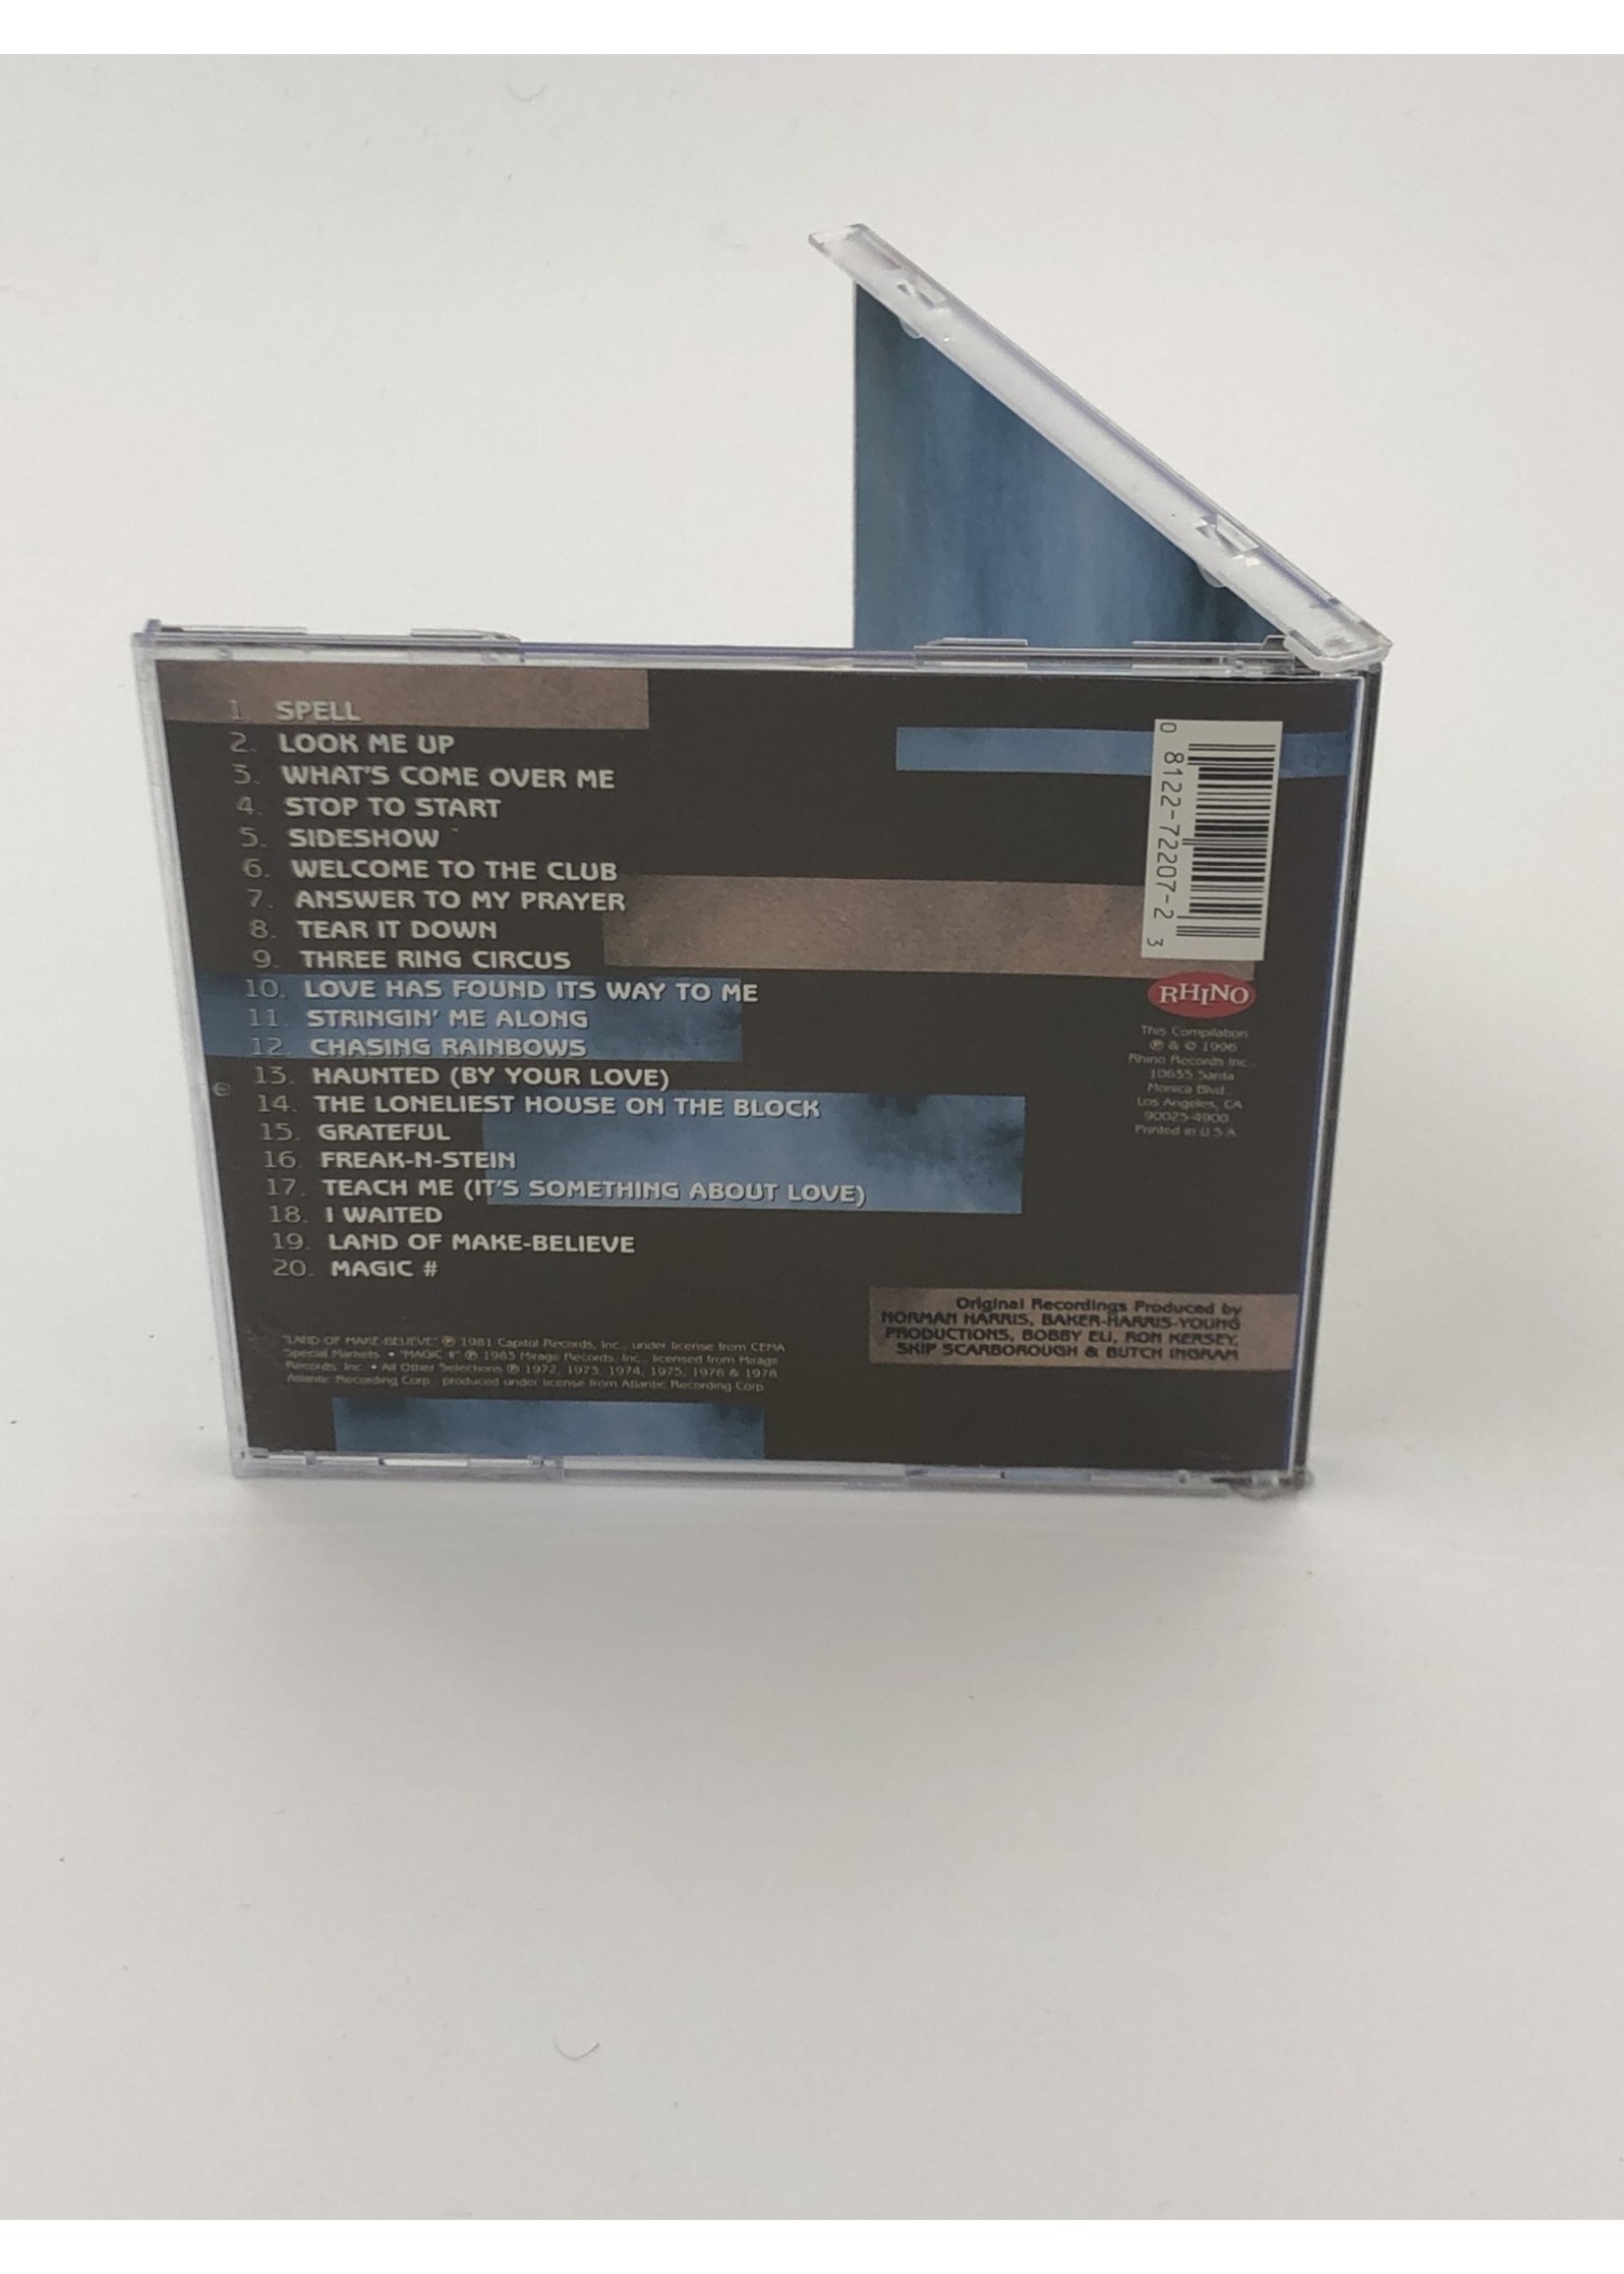 1. SPELL
2. LOOK ME UP
3. WHAT'S COME OVER ME
4. STOP TO START
5. SIDESHOW
6. WELCOME TO THE CLUB
7. ANSWER TO MY PRAYER
8. TEAR IT DOWN
9. THREE RING CIRCUS
10. LOVE HAS FOUND ITS WAY TO ME
11. STRINGIN' ME ALONG
12. CHASING RAINBOWS
13. HAUNTED (BY YOUR LOVE)
14. THE LONELIEST HOUSE ON THE BLOCK
15. GRATEFUL
16. FREAK-N-STEIN
17. TEACH ME (IT'S SOMETHING ABOUT LOVE)
18. I WAITED
19. LAND OF MAKE-BELIEVE
20. MAGIC #
"LAND OF MAKE-BELIEVE" ℗ 1981 Capitol Records, Inc., under license from CEMA
Special Markets. • "MAGIC #" ℗ 1983 Mirage Records, Inc., licensed from Mirage
Records, Inc. • All Other Selections ℗ 1972, 1973, 1974, 1975, 1976 & 1978
Atlantic Recording Corp., produced under license from Atlantic Recording Corp.
0 8122-72207-2 3
RHINO
This Compilation
℗ & © 1996
Rhino Records Inc.,
10635 Santa
Monica Blvd.,
Los Angeles, CA
90025-4900
Printed in U.S.A.
Original Recordings Produced by
NORMAN HARRIS, BAKER-HARRIS-YOUNG
PRODUCTIONS, BOBBY ELI, RON KERSEY,
SKIP SCARBOROUGH & BUTCH INGRAM